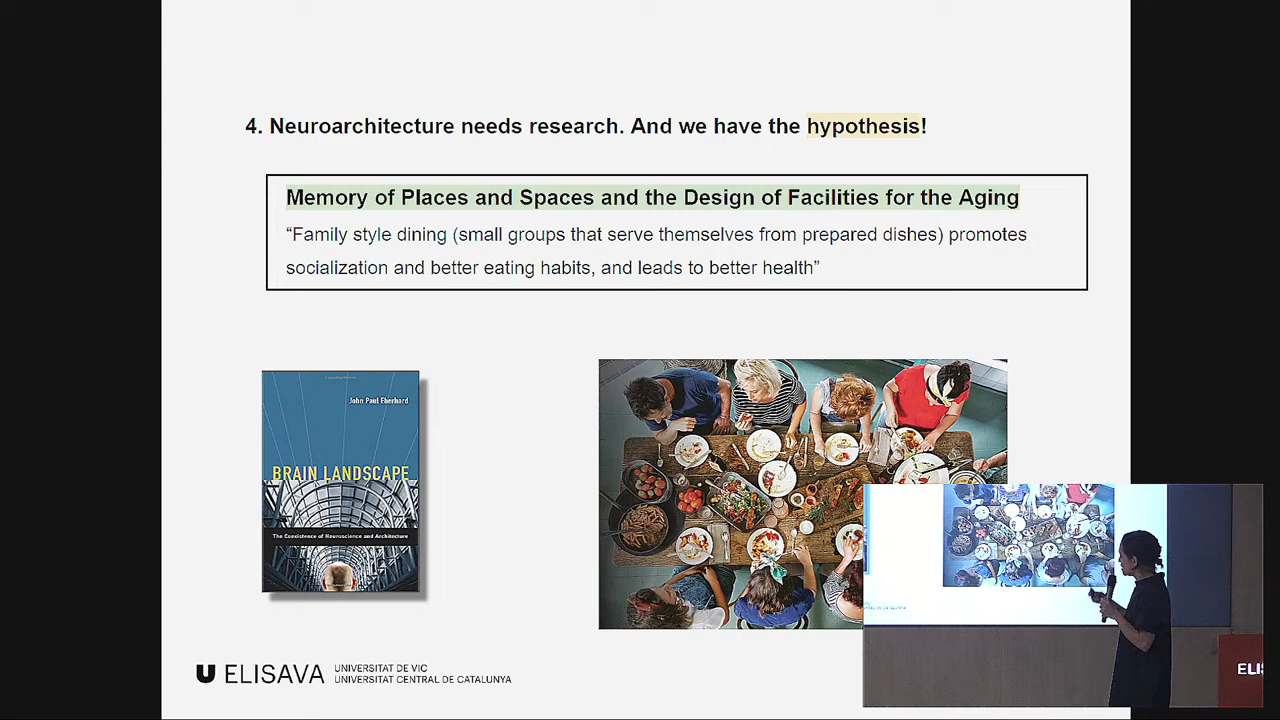 4. Neuroarchitecture needs research. And we have the hypothesis!
Memory of Places and Spaces and the Design of Facilities for the Aging
“Family style dining (small groups that serve themselves from prepared dishes) promotes
socialization and better eating habits, and leads to better health”
John Paul Eberhard
BRAIN LANDSCAPE
The Coexistence of Neuroscience and Architecture
U ELISAVA
UNIVERSITAT DE VIC
UNIVERSITAT CENTRAL DE CATALUNYA
ELIS